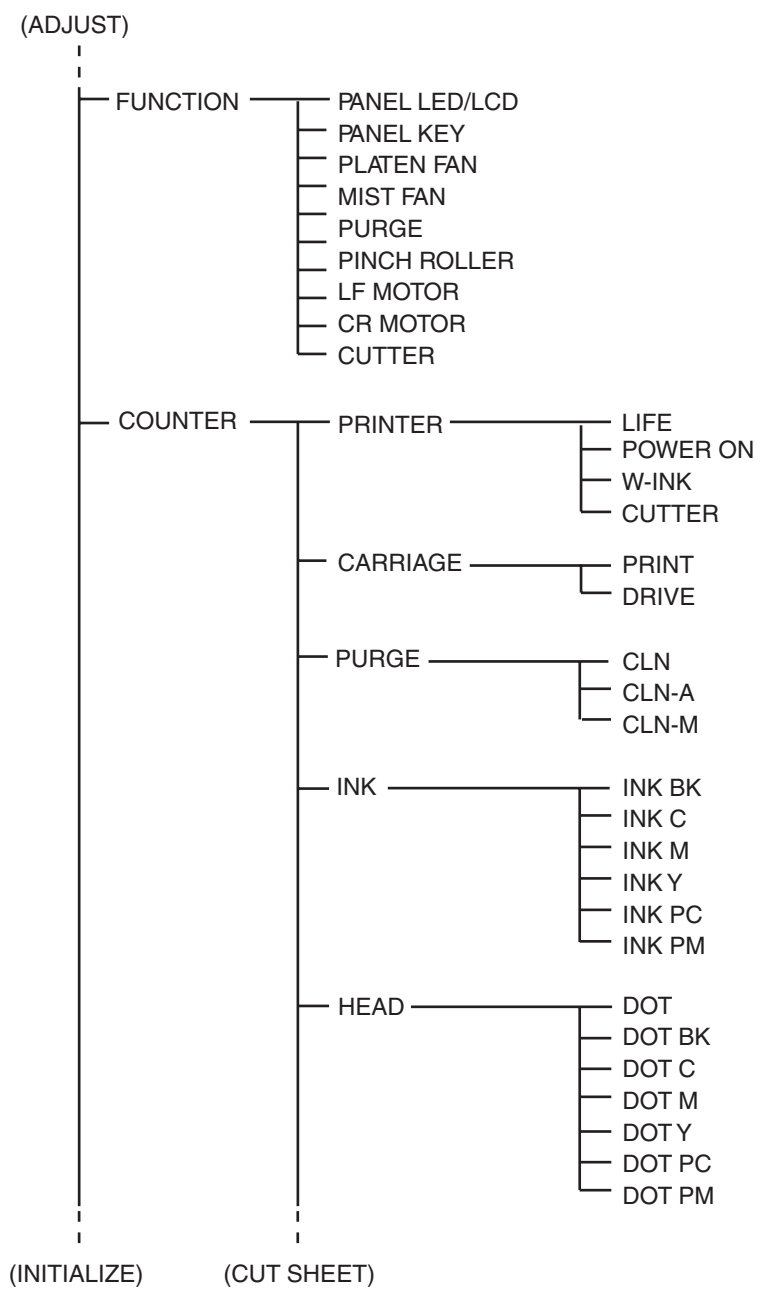 (ADJUST)
FUNCTION
PANEL LED/LCD
PANEL KEY
PLATEN FAN
MIST FAN
PURGE
PINCH ROLLER
LF MOTOR
CR MOTOR
CUTTER
COUNTER
PRINTER
LIFE
POWER ON
W-INK
CUTTER
CARRIAGE
PRINT
DRIVE
PURGE
CLN
CLN-A
CLN-M
INK
INK BK
INK C
INK M
INK Y
INK PC
INK PM
HEAD
DOT
DOT BK
DOT C
DOT M
DOT Y
DOT PC
DOT PM
(INITIALIZE)
(CUT SHEET)